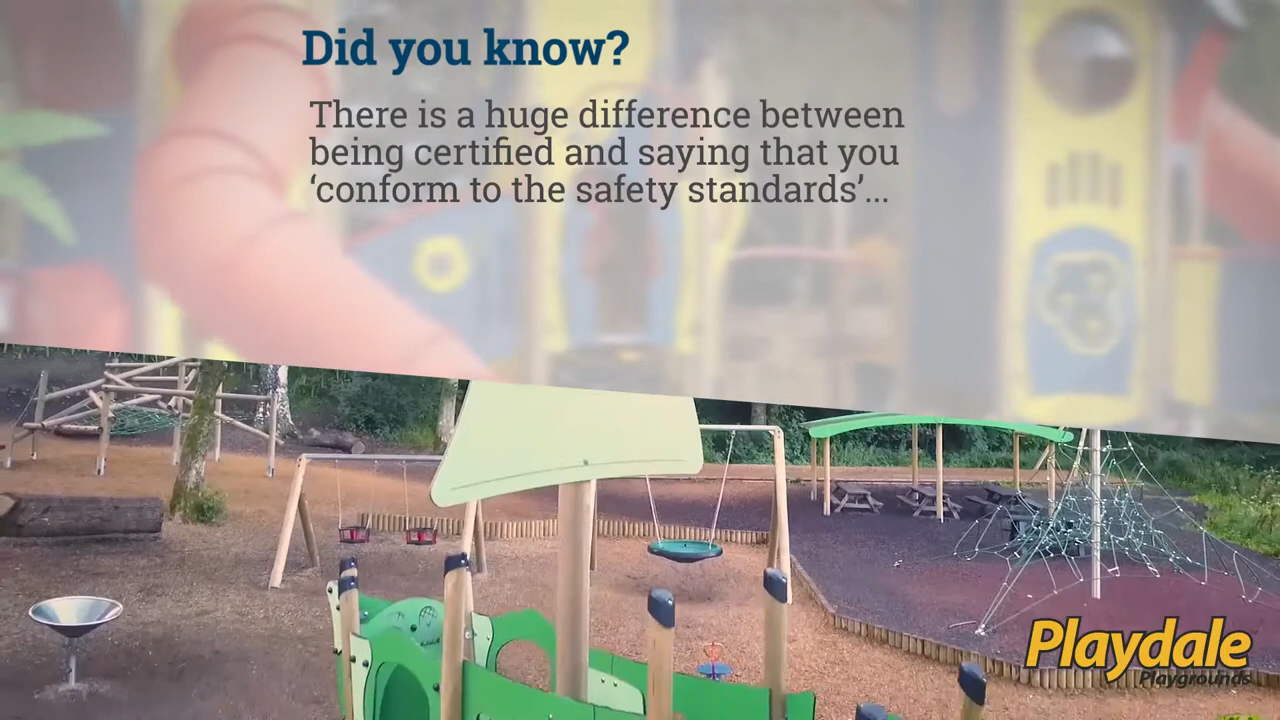 Did you know?
There is a huge difference between
being certified and saying that you
‘conform to the safety standards’...
Playdale
Playgrounds